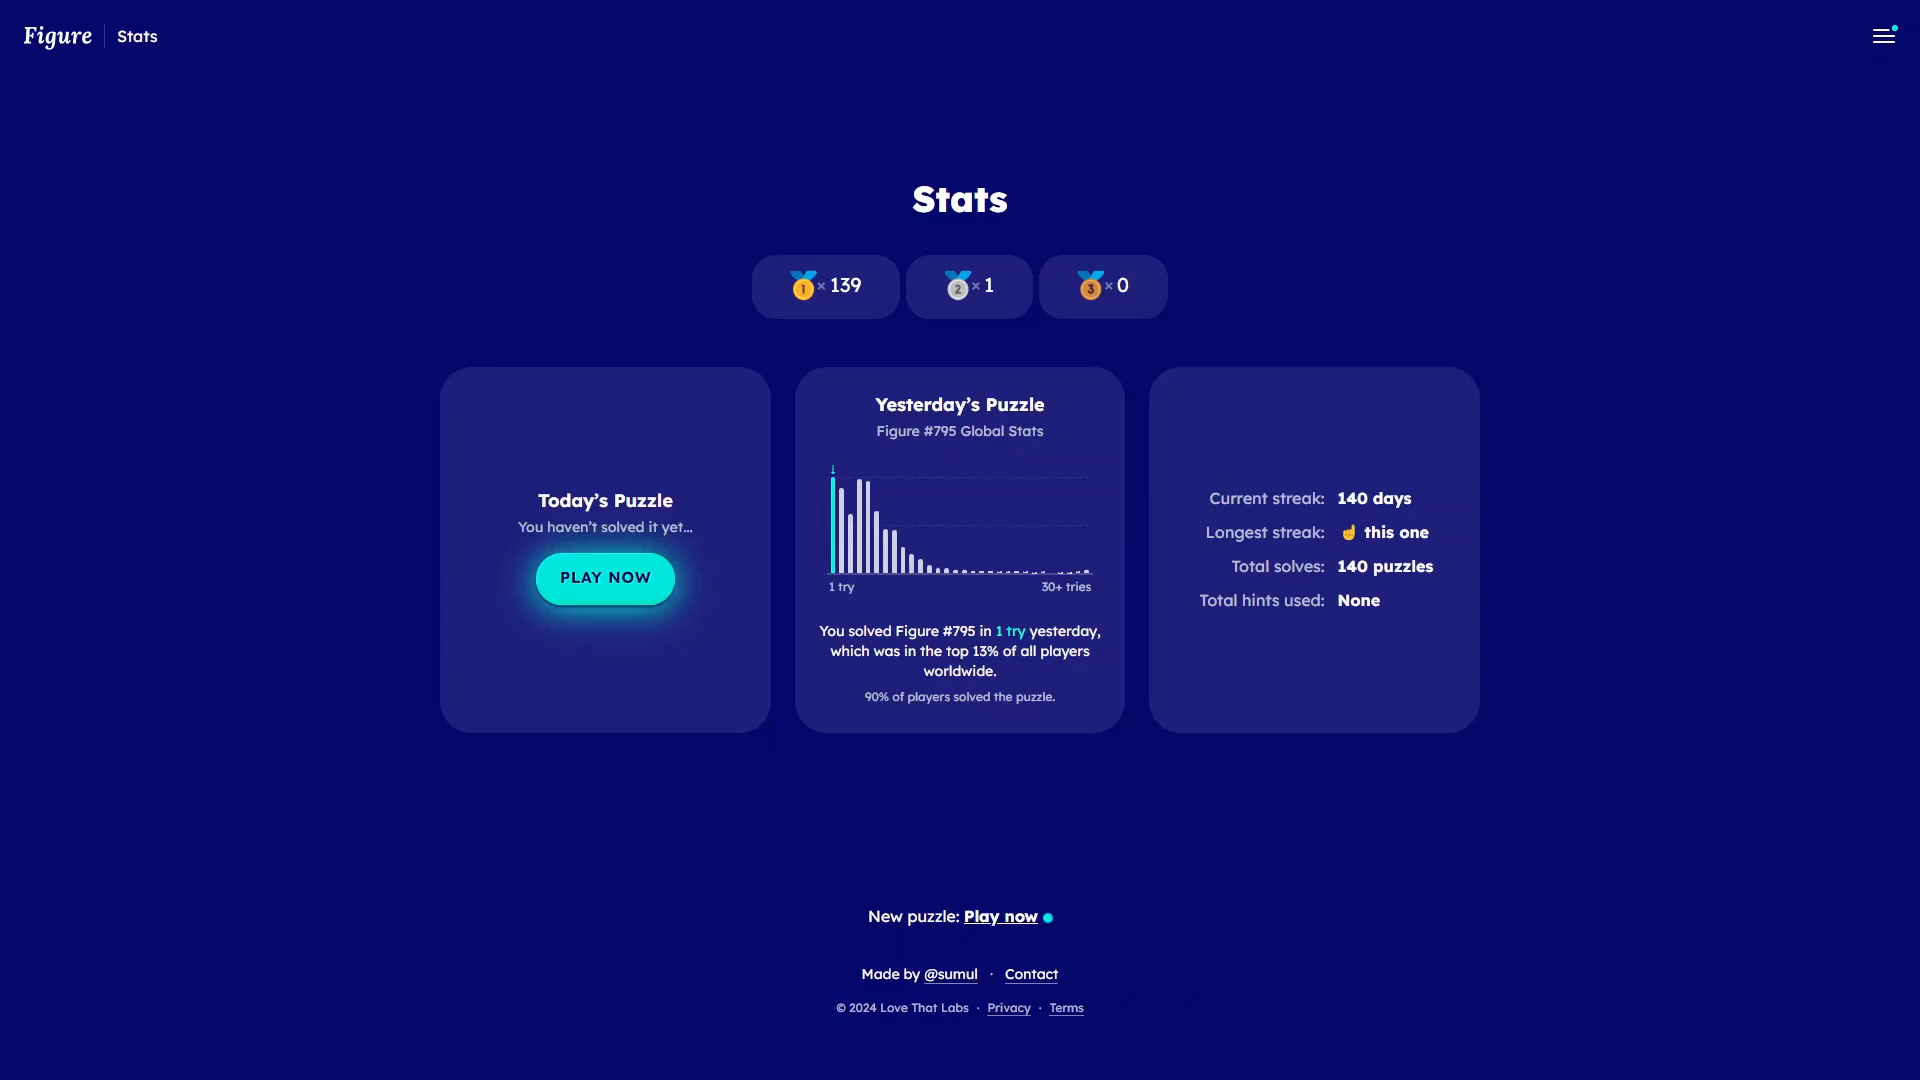 Figure
Stats
Stats
1 × 139
2 × 1
3 × 0
Today’s Puzzle
You haven’t solved it yet...
PLAY NOW
Yesterday’s Puzzle
Figure #795 Global Stats
↓
1 try
30+ tries
You solved Figure #795 in 1 try yesterday,
which was in the top 13% of all players
worldwide.
90% of players solved the puzzle.
Current streak: 140 days
Longest streak: ☝️ this one
Total solves: 140 puzzles
Total hints used: None
New puzzle: Play now
Made by @sumul · Contact
© 2024 Love That Labs · Privacy · Terms